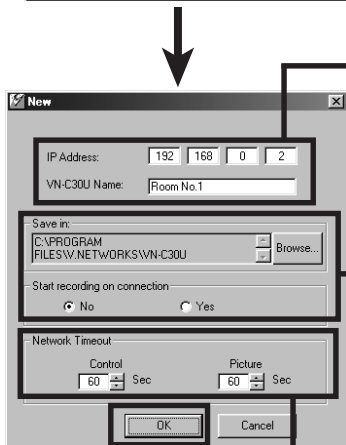 New
IP Address: 192 168 0 2
VN-C30U Name: Room No.1
Save in:
C:\PROGRAM
FILES\V.NETWORKS\VN-C30U
Browse...
Start recording on connection
No Yes
Network Timeout
Control Picture
60 Sec 60 Sec
OK Cancel